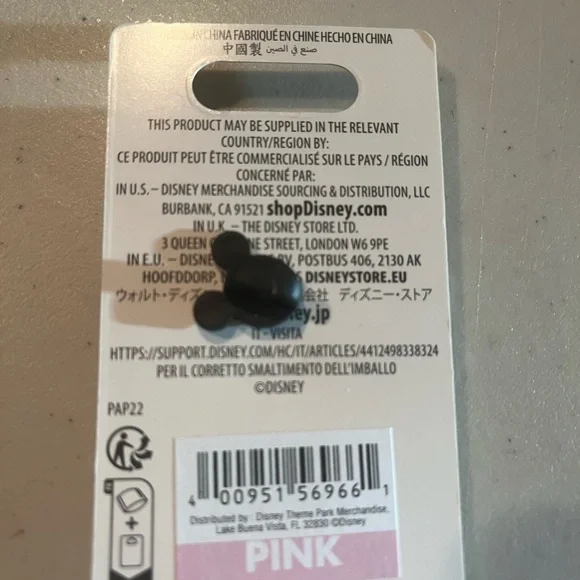 IN CHINA FABRIQUÉ EN CHINE HECHO EN CHINA
中國製 صنع في الصين
THIS PRODUCT MAY BE SUPPLIED IN THE RELEVANT
COUNTRY/REGION BY:
CE PRODUIT PEUT ÊTRE COMMERCIALISÉ SUR LE PAYS / RÉGION
CONCERNÉ PAR:
IN U.S. – DISNEY MERCHANDISE SOURCING & DISTRIBUTION, LLC
BURBANK, CA 91521 shopDisney.com
IN U.K. – THE DISNEY STORE LTD.
3 QUEEN STREET, LONDON W6 9PE
IN E.U. – DISNEY BV, POSTBUS 406, 2130 AK
HOOFDDORP, DISNEYSTORE.EU
ウォルト・ディズ 会社 ディズニー・ストア
ey.jp
IT - VISITA
HTTPS://SUPPORT.DISNEY.COM/HC/IT/ARTICLES/4412498338324
PER IL CORRETTO SMALTIMENTO DELL'IMBALLO
©DISNEY
PAP22
4 00951 56966 1
Distributed by : Disney Theme Park Merchandise,
Lake Buena Vista, FL 32830 ©Disney
PINK